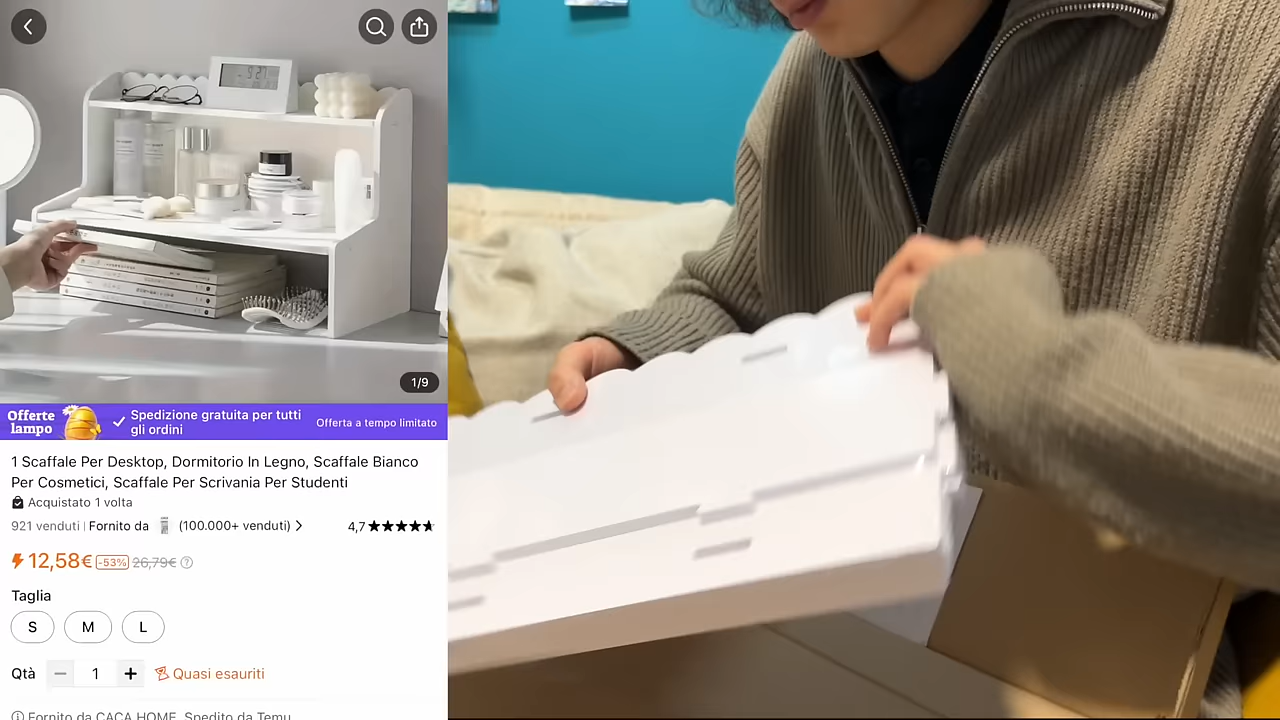 9:27
1/9
Offerte
lampo
Spedizione gratuita per tutti
gli ordini
Offerta a tempo limitato
1 Scaffale Per Desktop, Dormitorio In Legno, Scaffale Bianco
Per Cosmetici, Scaffale Per Scrivania Per Studenti
Acquistato 1 volta
921 venduti | Fornito da (100.000+ venduti)
4,7
12,58€ -53% 26,79€
Taglia
S M L
Qtà 1 Quasi esauriti
Fornito da CACA HOME, Spedito da Temu